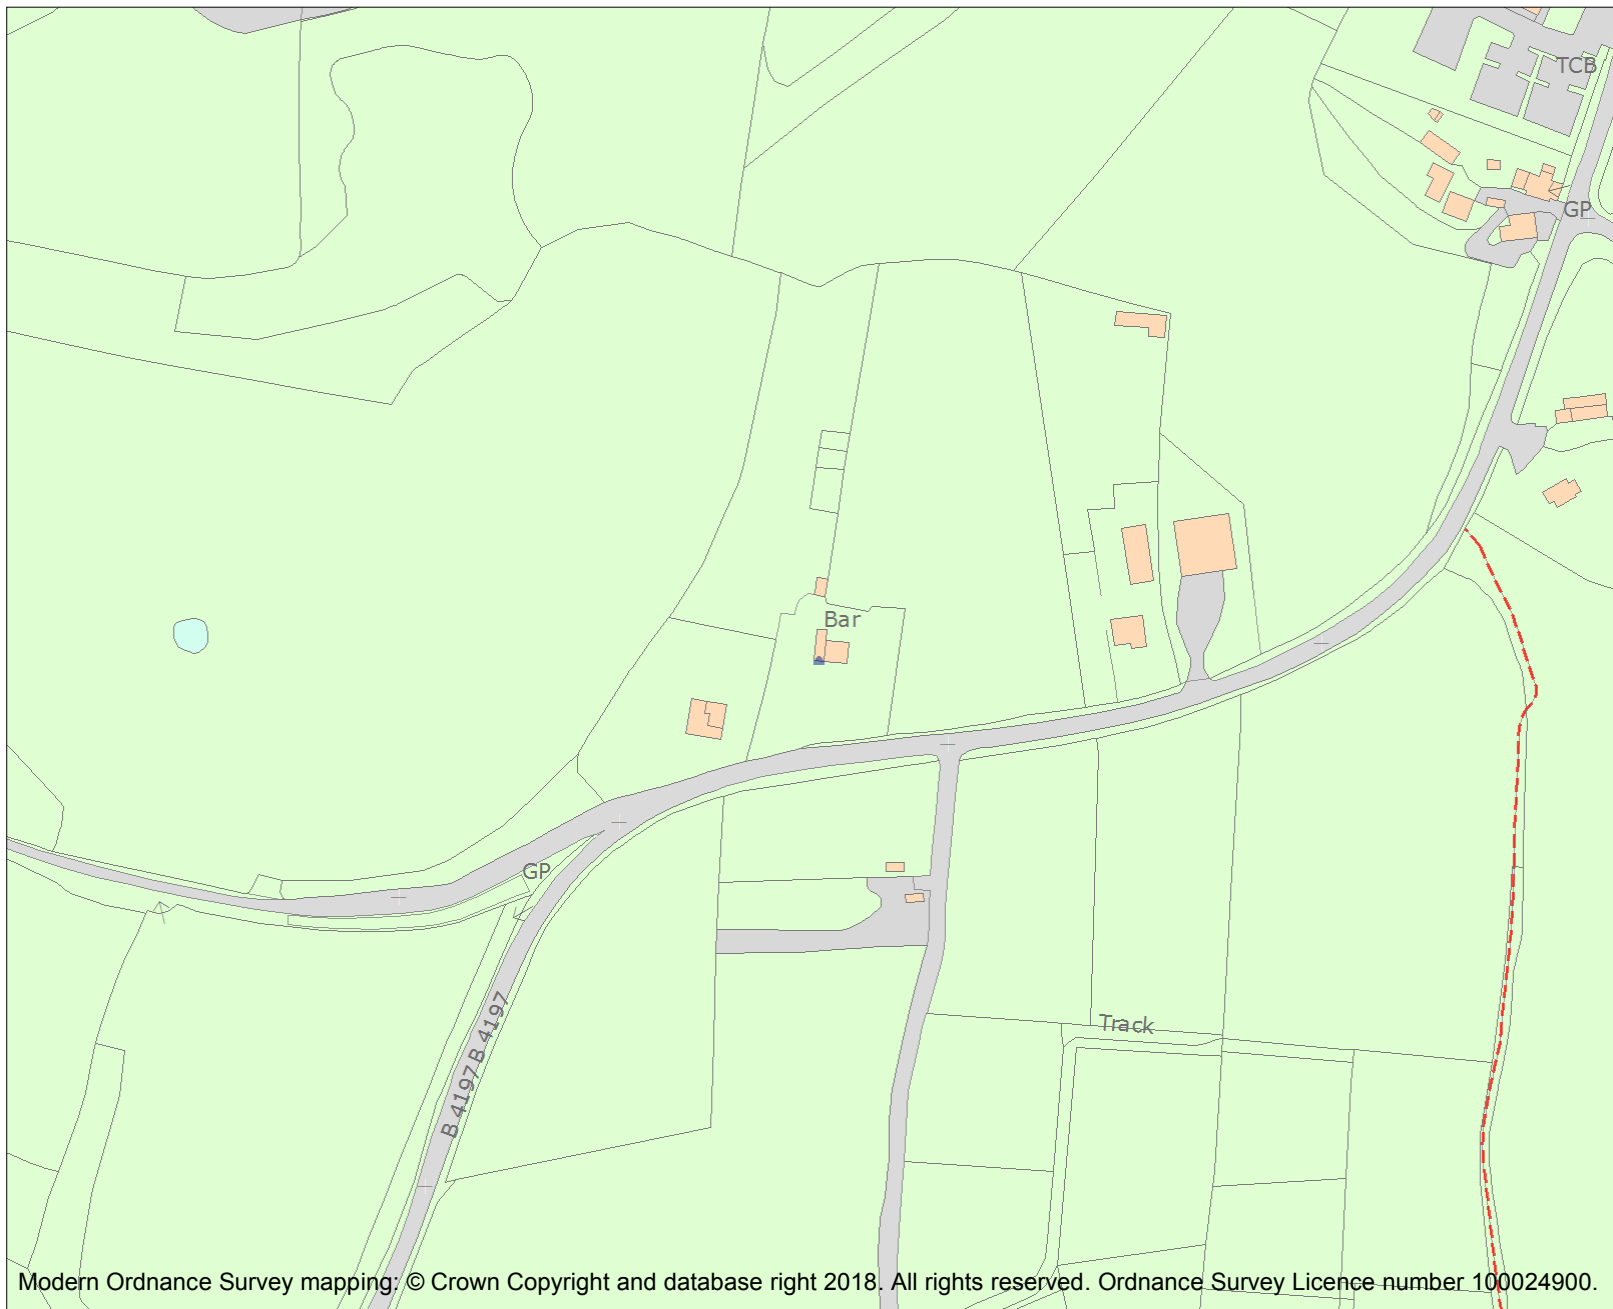 TCB
GP
Bar
GP
B 4197
B 4197
Track
Modern Ordnance Survey mapping: © Crown Copyright and database right 2018. All rights reserved. Ordnance Survey Licence number 100024900.